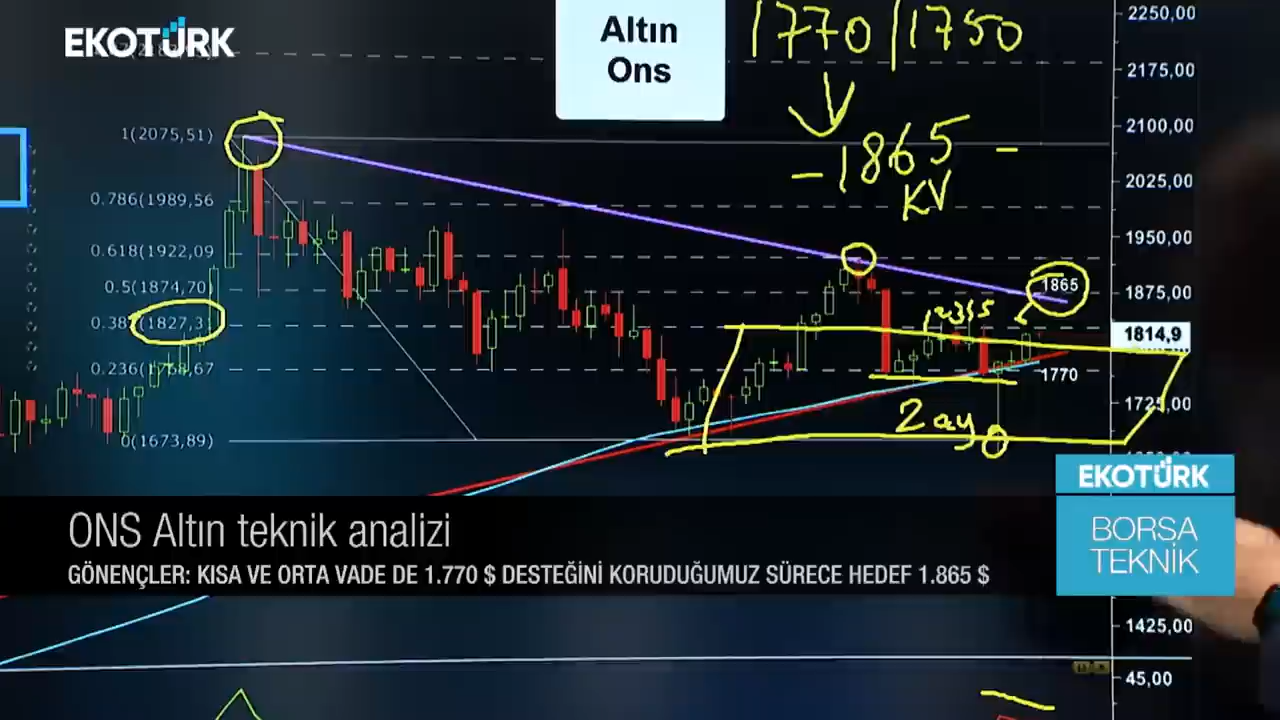 EKOTÜRK
Altın
Ons
1770/1750
-1865 -
KV
2250,00
2175,00
2100,00
2025,00
1950,00
1875,00
1814,9
1725,00
1425,00
45,00
1(2075,51)
0.786(1989,56
0.618(1922,09
0.5(1874,70)
0.382(1827,31
0.236(1768,67
0(1673,89)
1865
1770
2 ay
EKOTÜRK
BORSA
TEKNİK
ONS Altın teknik analizi
GÖNENÇLER: KISA VE ORTA VADE DE 1.770 $ DESTEĞİNİ KORUDUĞUMUZ SÜRECE HEDEF 1.865 $